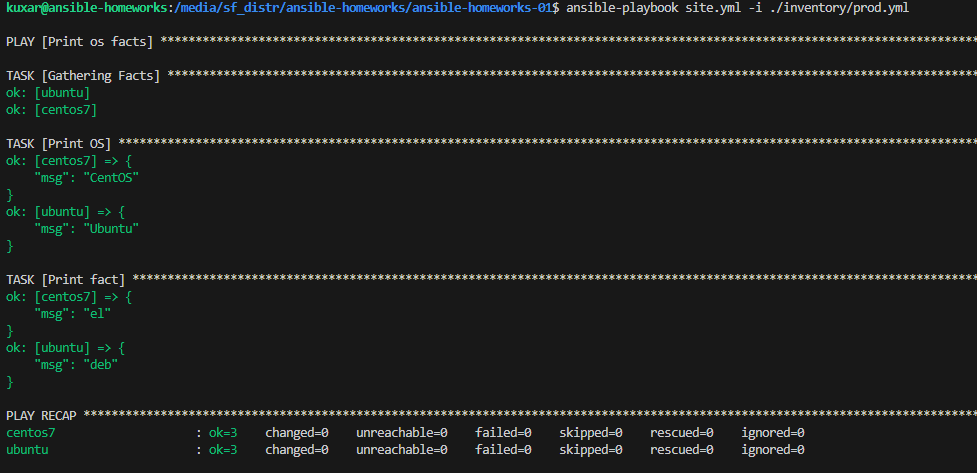 kuxar@ansible-homeworks:/media/sf_distr/ansible-homeworks/ansible-homeworks-01$ ansible-playbook site.yml -i ./inventory/prod.yml
PLAY [Print os facts] ****************************************************************************************************************************
TASK [Gathering Facts] ***************************************************************************************************************************
ok: [ubuntu]
ok: [centos7]
TASK [Print OS] **********************************************************************************************************************************
ok: [centos7] => {
    "msg": "CentOS"
}
ok: [ubuntu] => {
    "msg": "Ubuntu"
}
TASK [Print fact] ********************************************************************************************************************************
ok: [centos7] => {
    "msg": "el"
}
ok: [ubuntu] => {
    "msg": "deb"
}
PLAY RECAP ***************************************************************************************************************************************
centos7                    : ok=3    changed=0    unreachable=0    failed=0    skipped=0    rescued=0    ignored=0
ubuntu                     : ok=3    changed=0    unreachable=0    failed=0    skipped=0    rescued=0    ignored=0